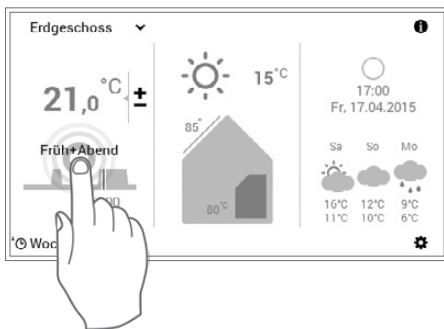 Erdgeschoss
21,0 °C ±
Früh+Abend
15°C
85°
80 °C
17:00
Fr, 17.04.2015
Sa So Mo
16°C 12°C 9°C
11°C 10°C 6°C